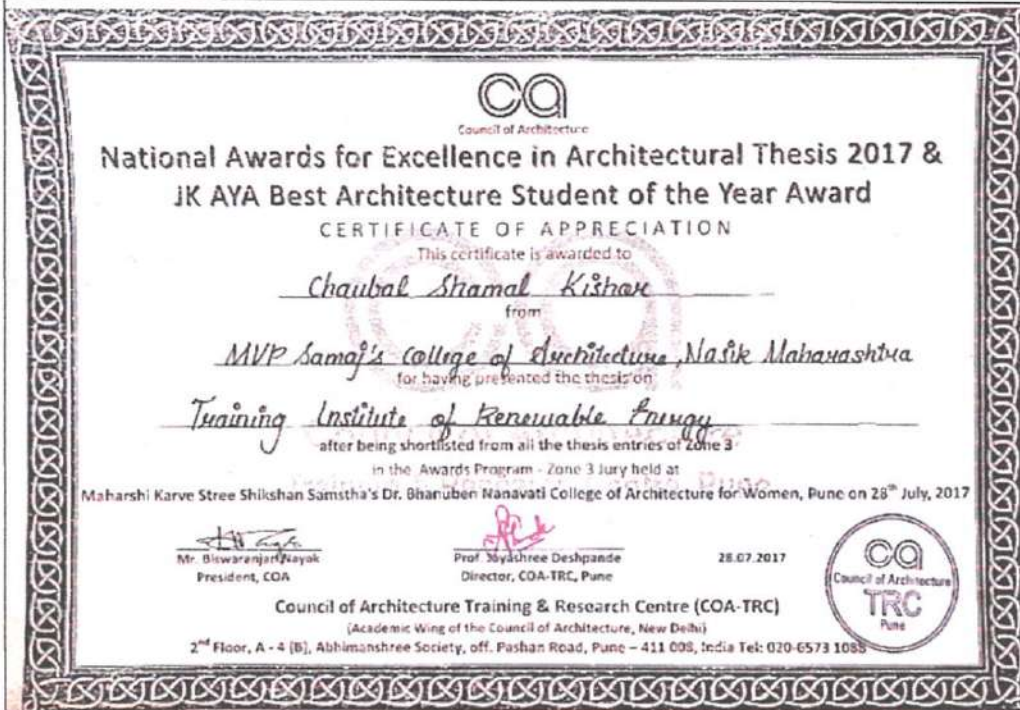 ca
Council of Architecture
National Awards for Excellence in Architectural Thesis 2017 &
JK AYA Best Architecture Student of the Year Award
CERTIFICATE OF APPRECIATION
This certificate is awarded to
Chaubal Shamal Kishor
from
MVP Samaj's College of Architecture, Nasik Maharashtra
for having presented the thesis on
Training Institute of Renewable Energy
after being shortlisted from all the thesis entries of Zone 3
in the Awards Program - Zone 3 Jury held at
Maharshi Karve Stree Shikshan Samstha's Dr. Bhanuben Nanavati College of Architecture for Women, Pune on 28th July, 2017
Mr. Biswaranjan Nayak
President, COA
Prof. Jayashree Deshpande
Director, COA-TRC, Pune
28.07.2017
ca
Council of Architecture
TRC
Pune
Council of Architecture Training & Research Centre (COA-TRC)
(Academic Wing of the Council of Architecture, New Delhi)
2nd Floor, A - 4 (B), Abhimanshree Society, off. Pashan Road, Pune – 411 008, India Tel: 020-6573 1088